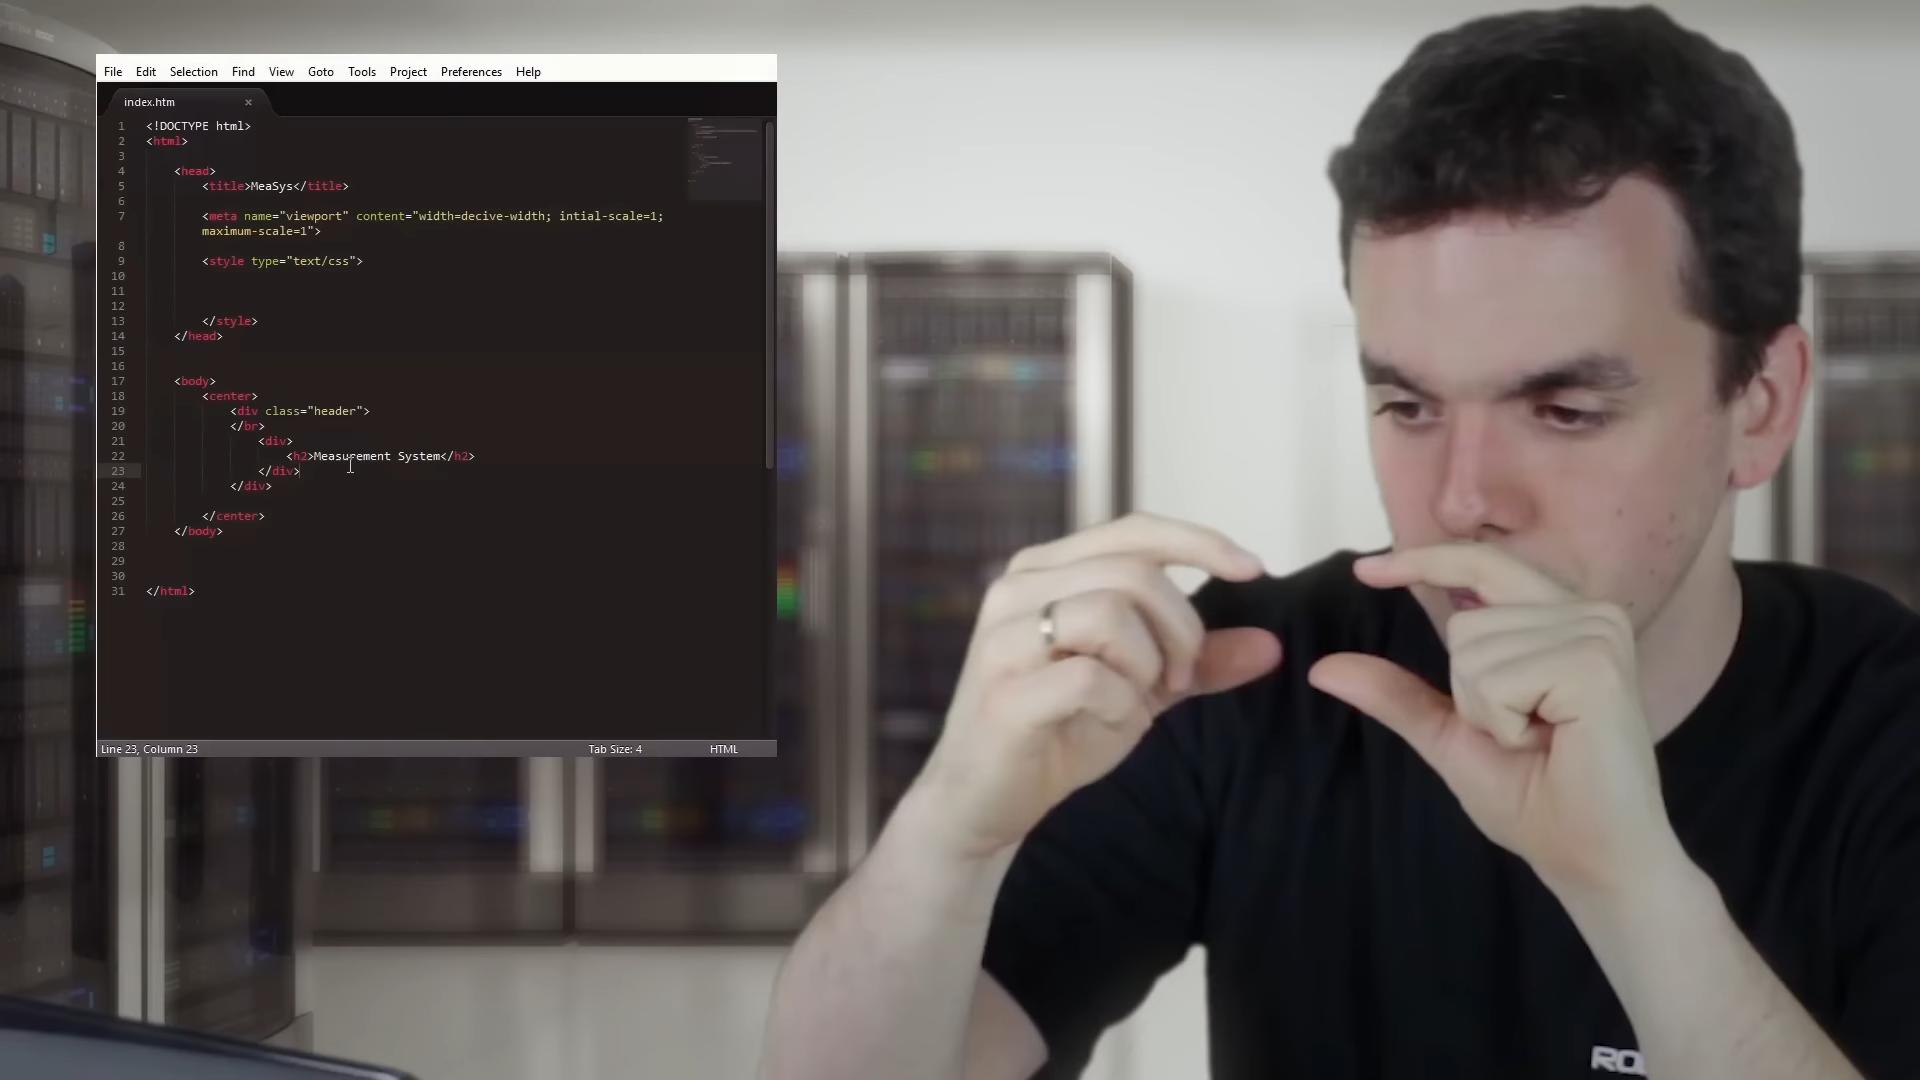 File Edit Selection Find View Goto Tools Project Preferences Help
index.htm ×
1 <!DOCTYPE html>
2 <html>
3
4 <head>
5 <title>MeaSys</title>
6
7 <meta name="viewport" content="width=decive-width; intial-scale=1;
maximum-scale=1">
8
9 <style type="text/css">
10
11
12
13 </style>
14 </head>
15
16
17 <body>
18 <center>
19 <div class="header">
20 </br>
21 <div>
22 <h2>Measurement System</h2>
23 </div>
24 </div>
25
26 </center>
27 </body>
28
29
30
31 </html>
Line 23, Column 23 Tab Size: 4 HTML